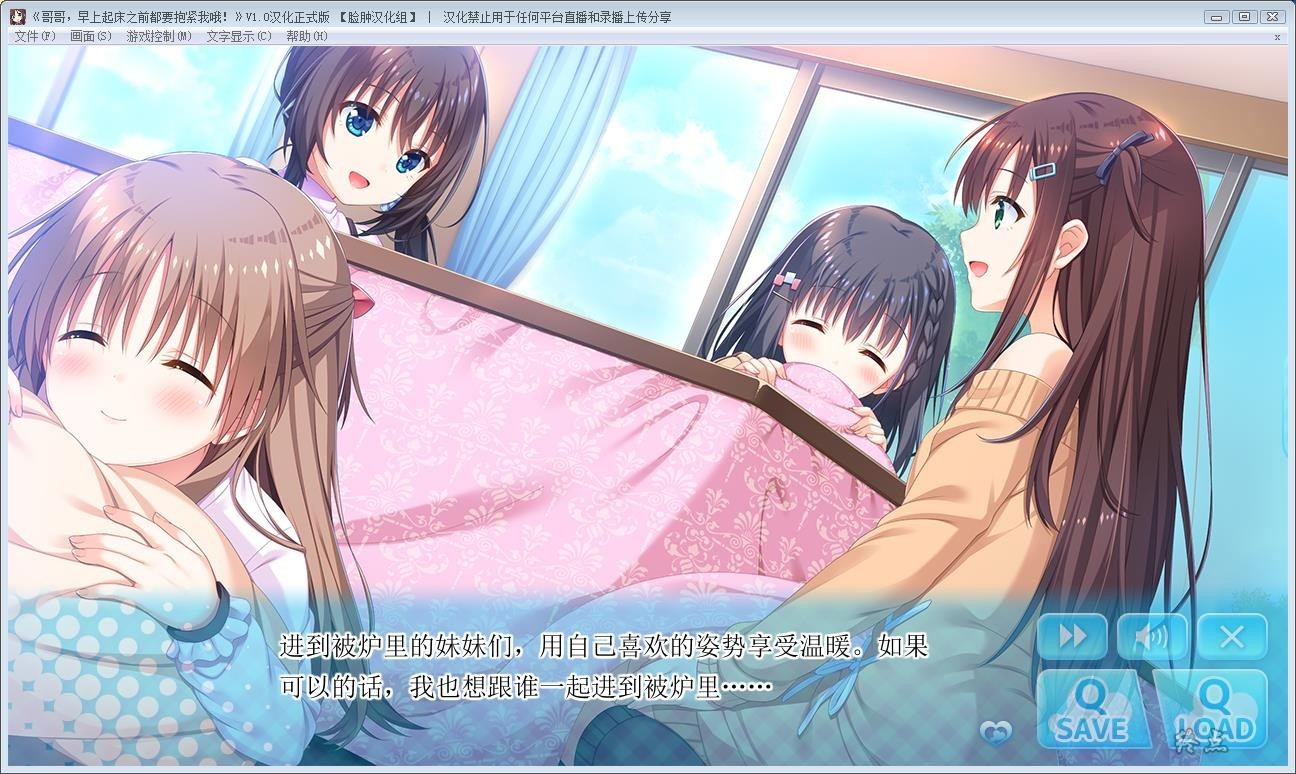 《哥哥，早上起床之前都要抱紧我哦！》V1.0汉化正式版 【脸肿汉化组】 | 汉化禁止用于任何平台直播和录播上传分享
文件(F) 画面(S) 游戏控制(M) 文字显示(C) 帮助(H)
进到被炉里的妹妹们，用自己喜欢的姿势享受温暖。如果
可以的话，我也想跟谁一起进到被炉里……
Q SAVE
Q LOAD
终点